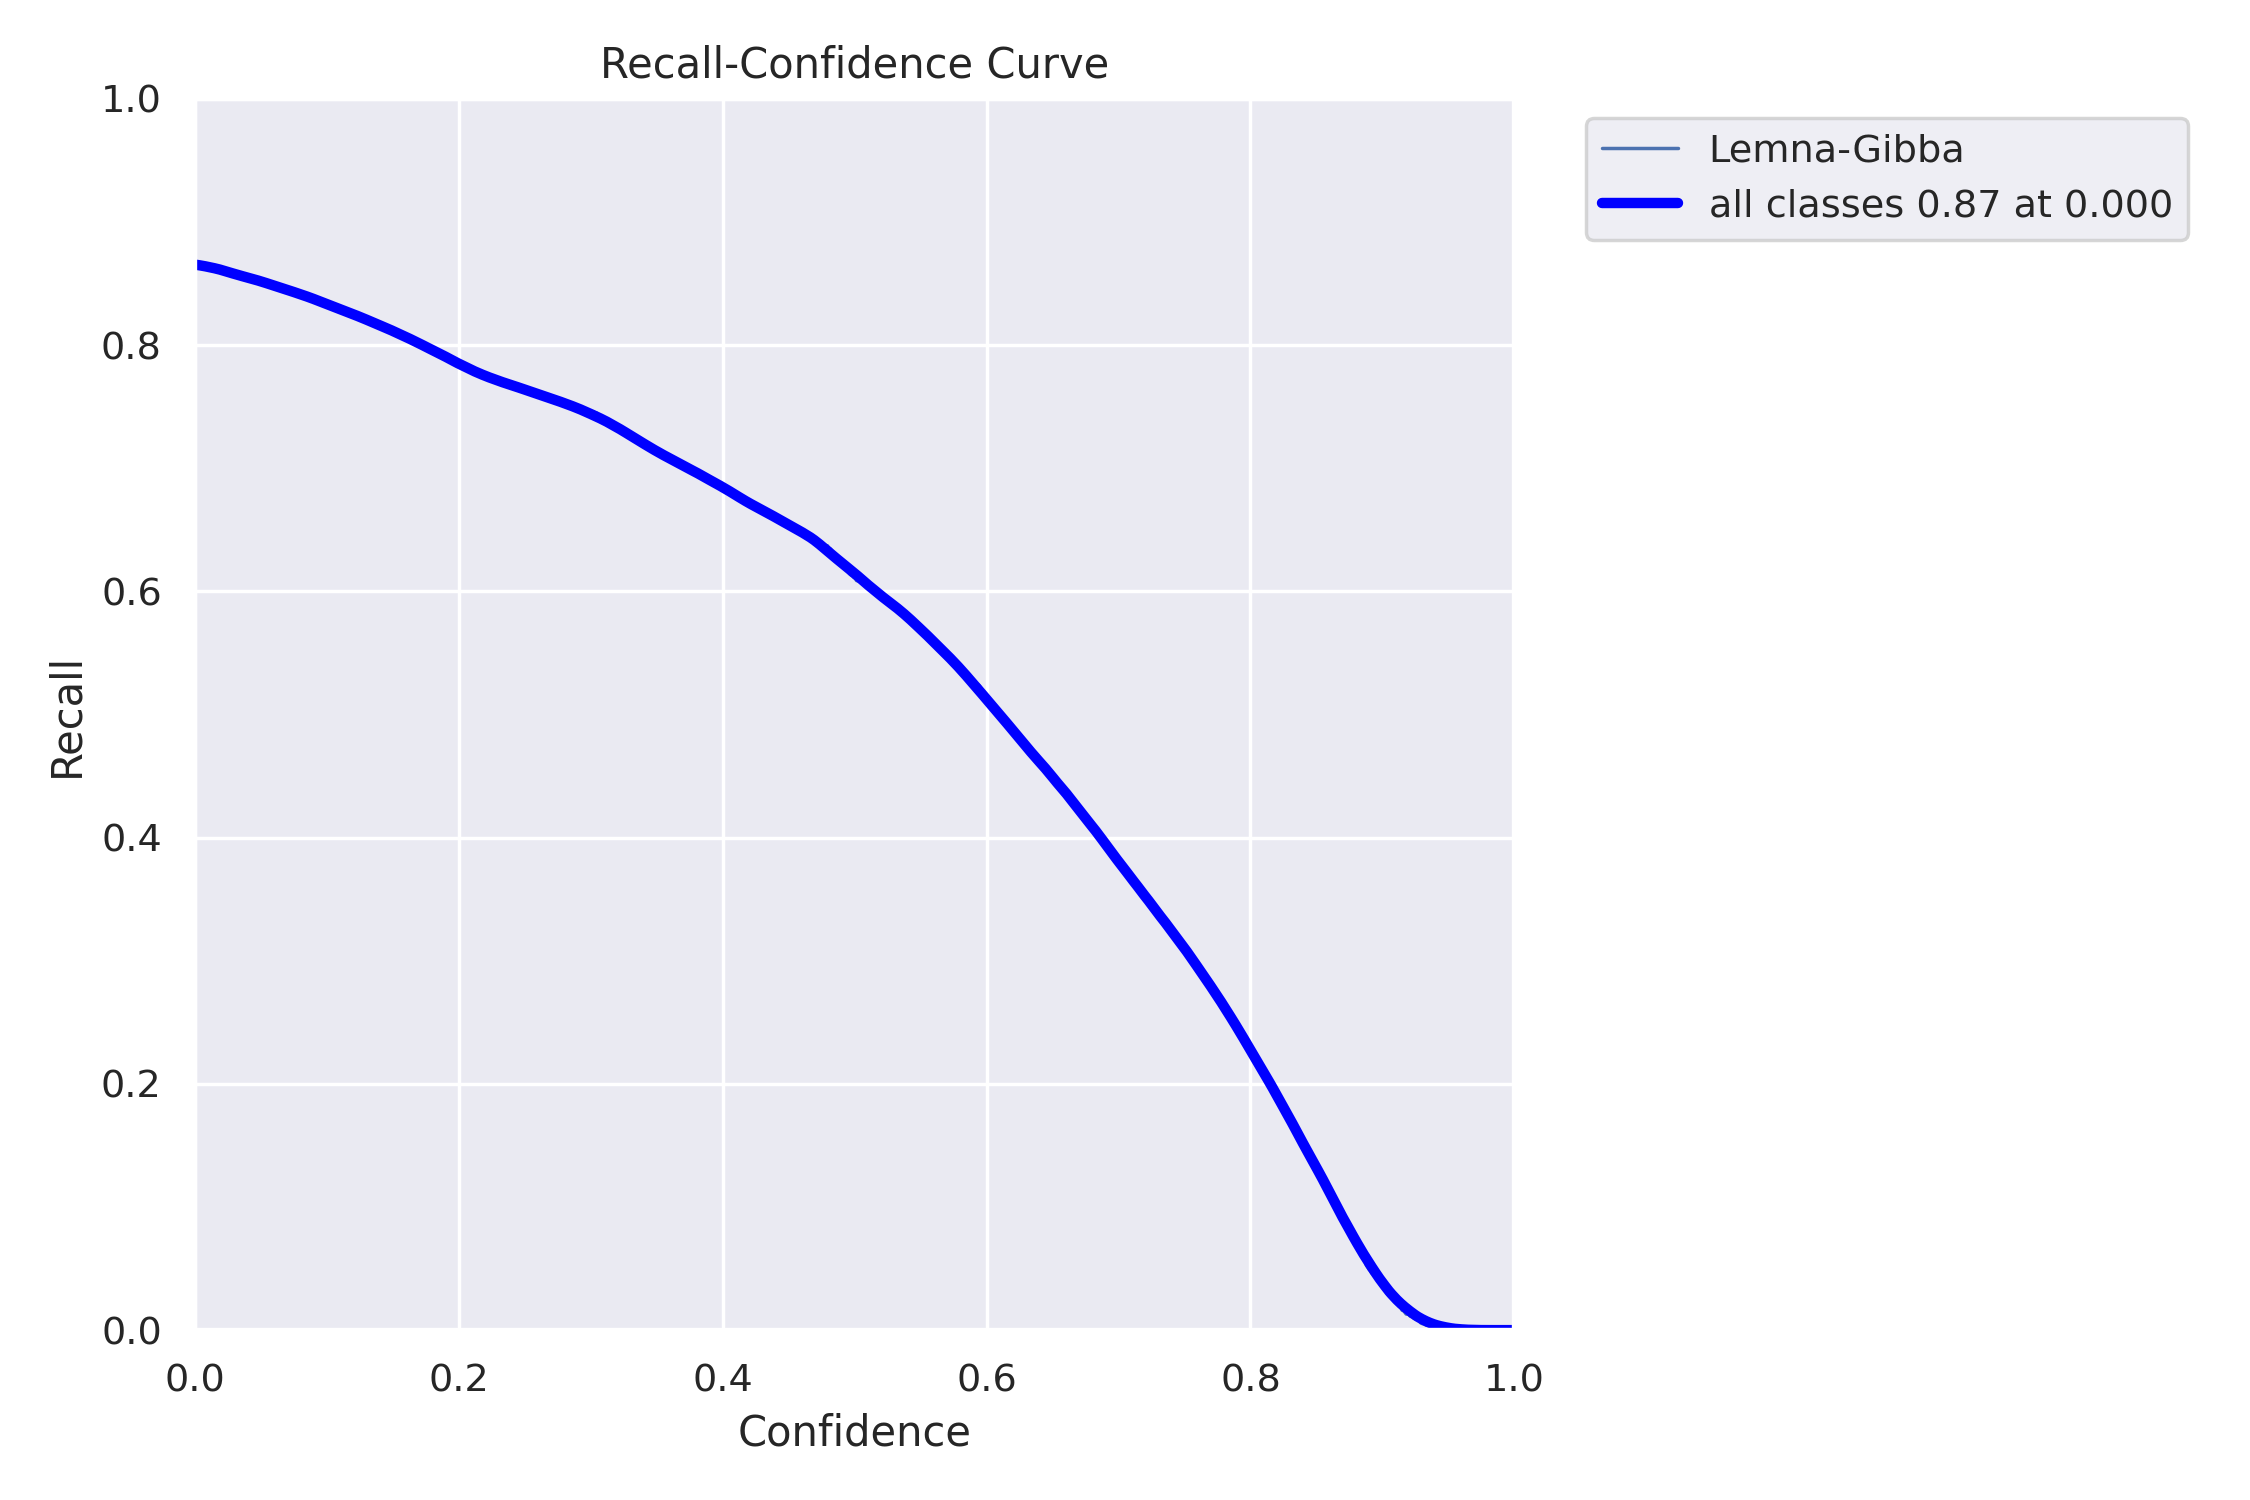 Recall-Confidence Curve
Lemna-Gibba
all classes 0.87 at 0.000
1.0
0.8
0.6
0.4
0.2
0.0
Recall
0.0 0.2 0.4 0.6 0.8 1.0
Confidence